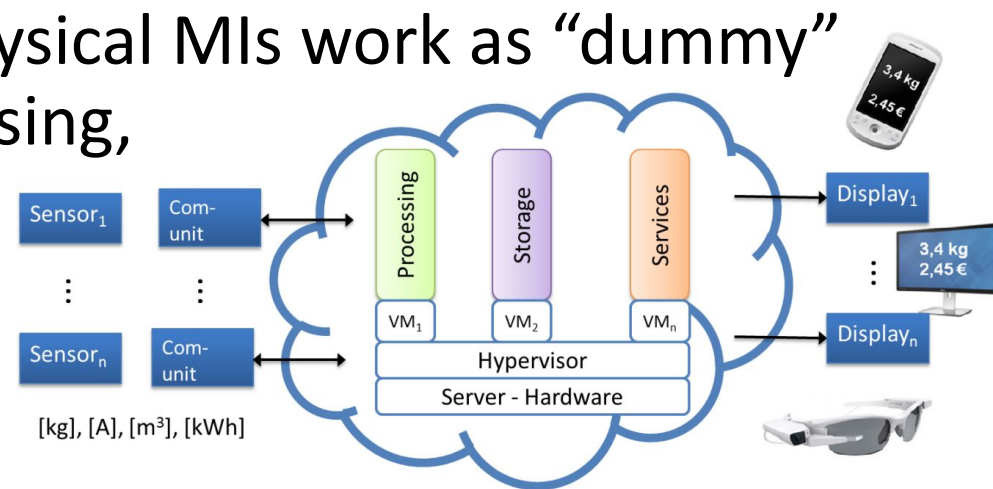 ysical MIs work as “dummy”
sing,
3,4 kg
2,45 €
Sensor₁
Com-
unit
Processing
Storage
Services
Display₁
⋮
⋮
⋮
3,4 kg
2,45 €
VM₁
VM₂
VMₙ
Sensorₙ
Com-
unit
Hypervisor
Displayₙ
Server - Hardware
[kg], [A], [m³], [kWh]